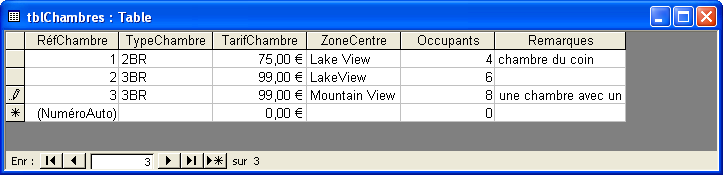 tblChambres : Table
RéfChambre TypeChambre TarifChambre ZoneCentre Occupants Remarques
1 2BR 75,00 € Lake View 4 chambre du coin
2 3BR 99,00 € LakeView 6
3 3BR 99,00 € Mountain View 8 une chambre avec un
(NuméroAuto) 0,00 € 0
Enr : 3 sur 3